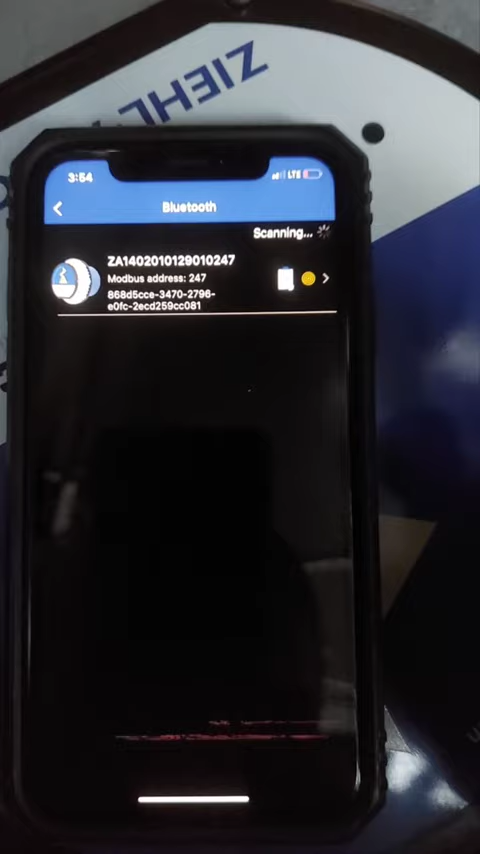 ZIEHL
3:54
LTE
Bluetooth
Scanning...
ZA1402010129010247
Modbus address: 247
868d5cce-3470-2796-
e0fc-2ecd259cc081